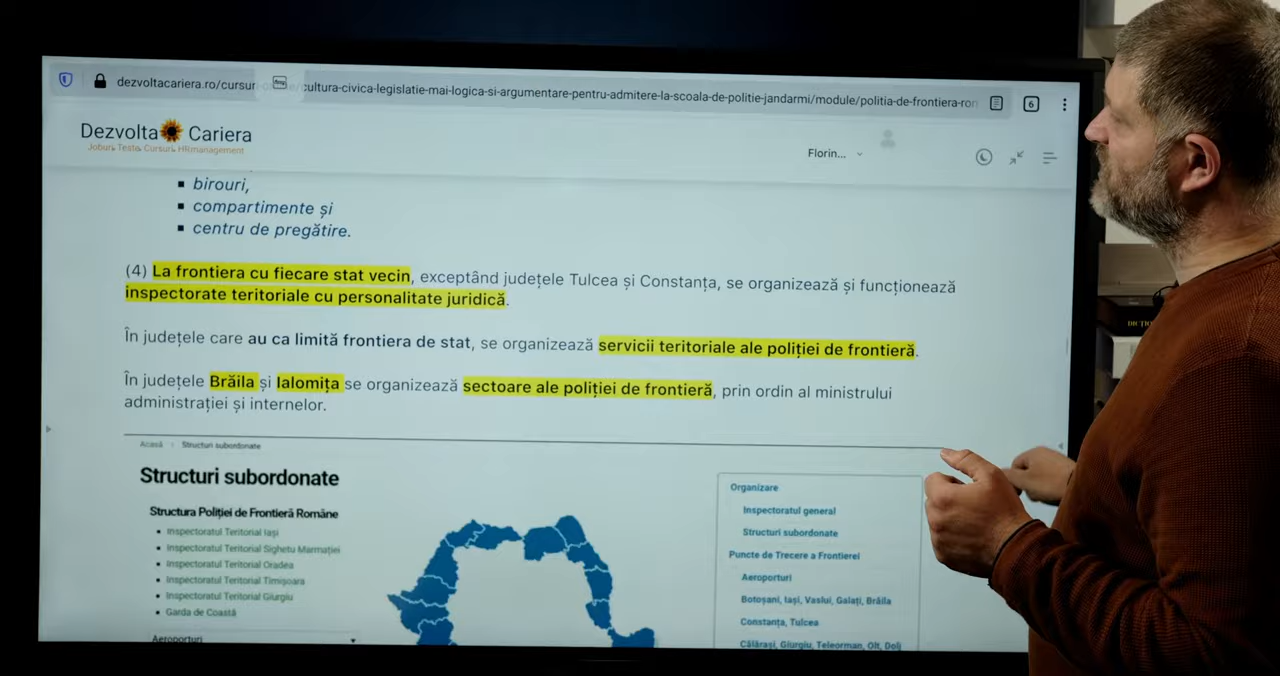 dezvoltacariera.ro/cursur
cultura-civica-legislatie-mai-logica-si-argumentare-pentru-admitere-la-scoala-de-politie-jandarmi/module/politia-de-frontiera-ron
6
Dezvolta Cariera
Joburi, Teste, Cursuri, HRmanagement
Florin...
birouri,
compartimente și
centru de pregătire.
(4) La frontiera cu fiecare stat vecin, exceptând județele Tulcea și Constanța, se organizează și funcționează
inspectorate teritoriale cu personalitate juridică.
În județele care au ca limită frontiera de stat, se organizează servicii teritoriale ale poliției de frontieră.
În județele Brăila și Ialomița se organizează sectoare ale poliției de frontieră, prin ordin al ministrului
administrației și internelor.
Acasă Structuri subordonate
Structuri subordonate
Structura Poliției de Frontieră Române
Inspectoratul Teritorial Iași
Inspectoratul Teritorial Sighetu Marmației
Inspectoratul Teritorial Oradea
Inspectoratul Teritorial Timișoara
Inspectoratul Teritorial Giurgiu
Garda de Coastă
Aeroporturi
Organizare
Inspectoratul general
Structuri subordonate
Puncte de Trecere a Frontierei
Aeroporturi
Botoșani, Iași, Vaslui, Galați, Brăila
Constanța, Tulcea
Călărași, Giurgiu, Teleorman, Olt, Dolj